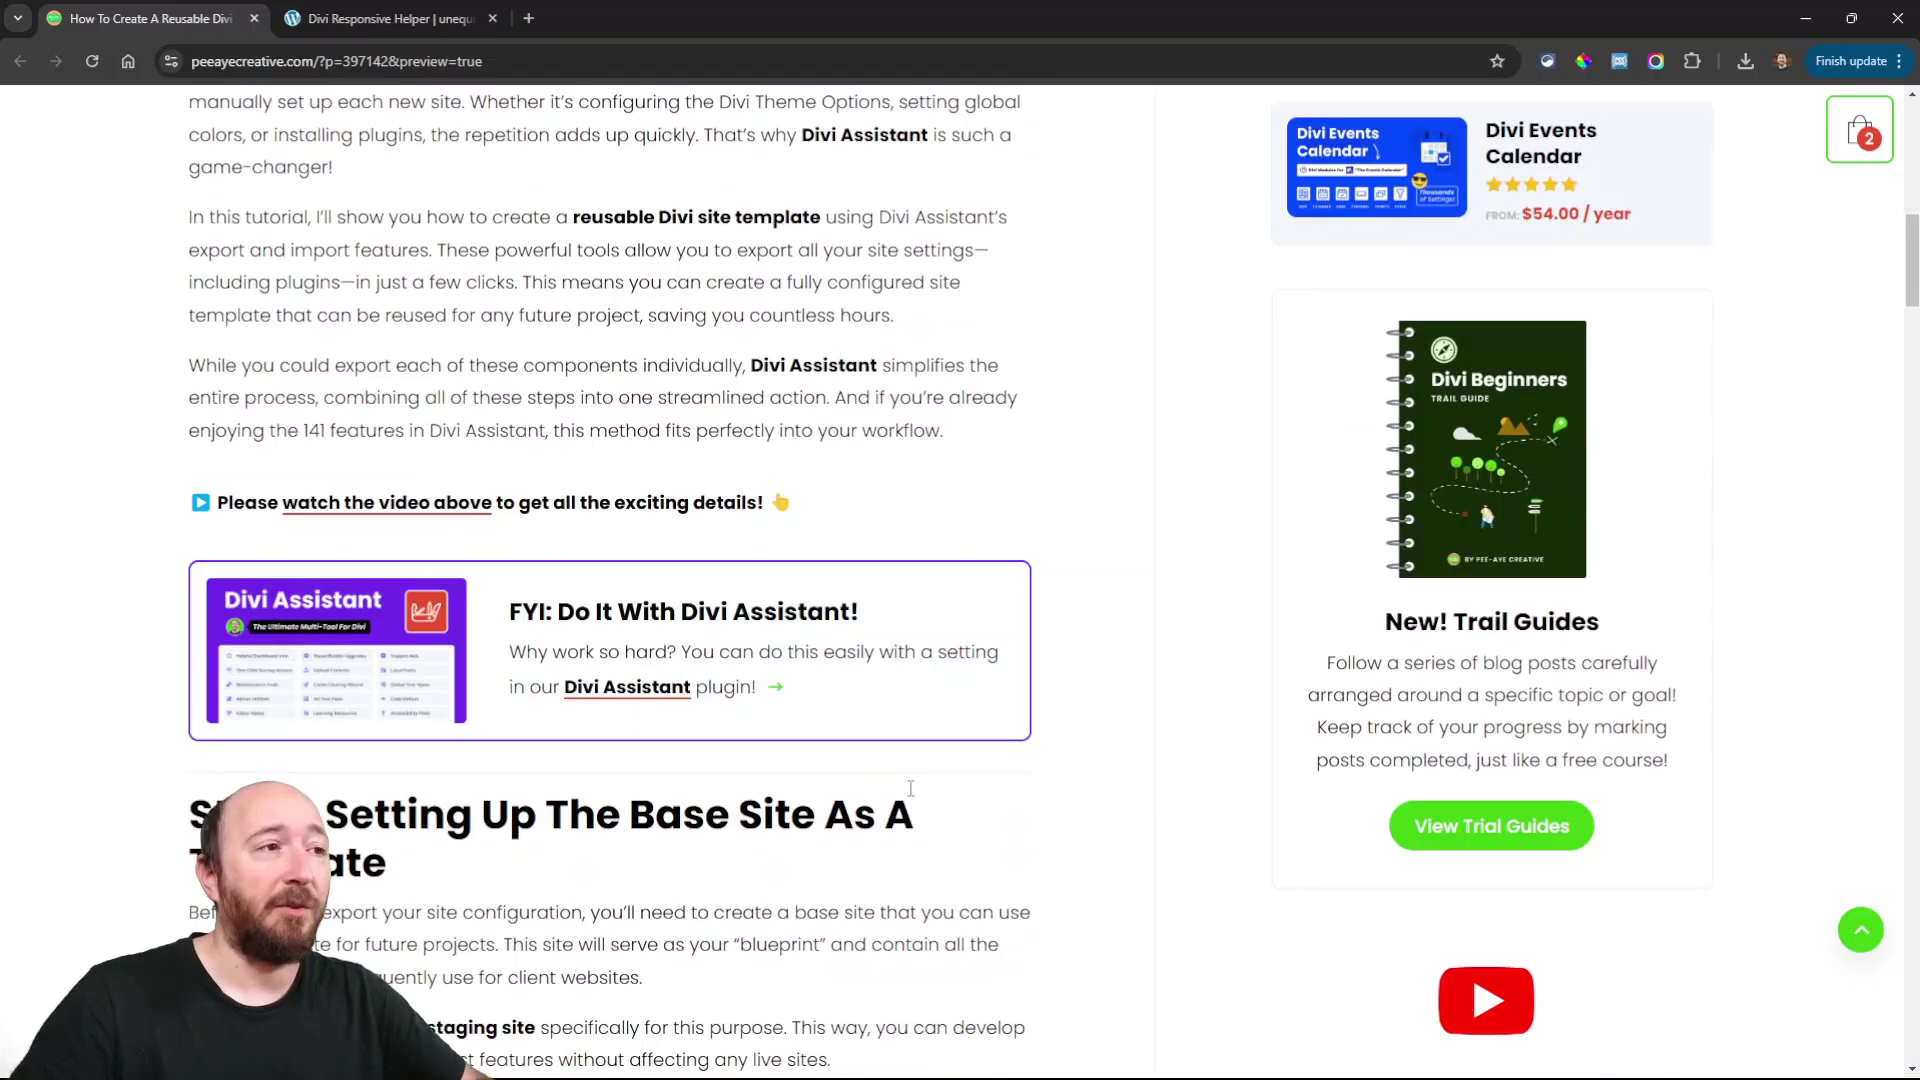 How To Create A Reusable Divi
Divi Responsive Helper | unequ
peeayecreative.com/?p=397142&preview=true
Finish update
manually set up each new site. Whether it's configuring the Divi Theme Options, setting global
colors, or installing plugins, the repetition adds up quickly. That's why Divi Assistant is such a
game-changer!
In this tutorial, I'll show you how to create a reusable Divi site template using Divi Assistant's
export and import features. These powerful tools allow you to export all your site settings—
including plugins—in just a few clicks. This means you can create a fully configured site
template that can be reused for any future project, saving you countless hours.
While you could export each of these components individually, Divi Assistant simplifies the
entire process, combining all of these steps into one streamlined action. And if you're already
enjoying the 141 features in Divi Assistant, this method fits perfectly into your workflow.
Please watch the video above to get all the exciting details!
Divi Assistant
The Ultimate Multi-Tool For Divi
FYI: Do It With Divi Assistant!
Why work so hard? You can do this easily with a setting
in our Divi Assistant plugin! →
Setting Up The Base Site As A
ate
export your site configuration, you'll need to create a base site that you can use
te for future projects. This site will serve as your "blueprint" and contain all the
quently use for client websites.
staging site specifically for this purpose. This way, you can develop
features without affecting any live sites.
Divi Events
Calendar
Divi Events
Calendar
FROM: $54.00 / year
2
Divi Beginners
TRAIL GUIDE
BY PEE-AYE CREATIVE
New! Trail Guides
Follow a series of blog posts carefully
arranged around a specific topic or goal!
Keep track of your progress by marking
posts completed, just like a free course!
View Trial Guides